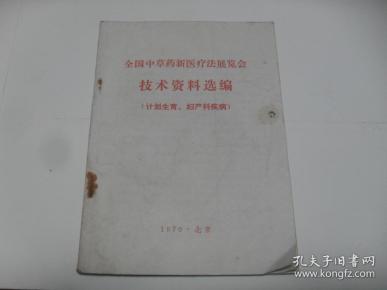 全国中草药新医疗法展览会
技术资料选编
(计划生育、妇产科疾病)
1970·北京
孔夫子旧书网
www.kongfz.com